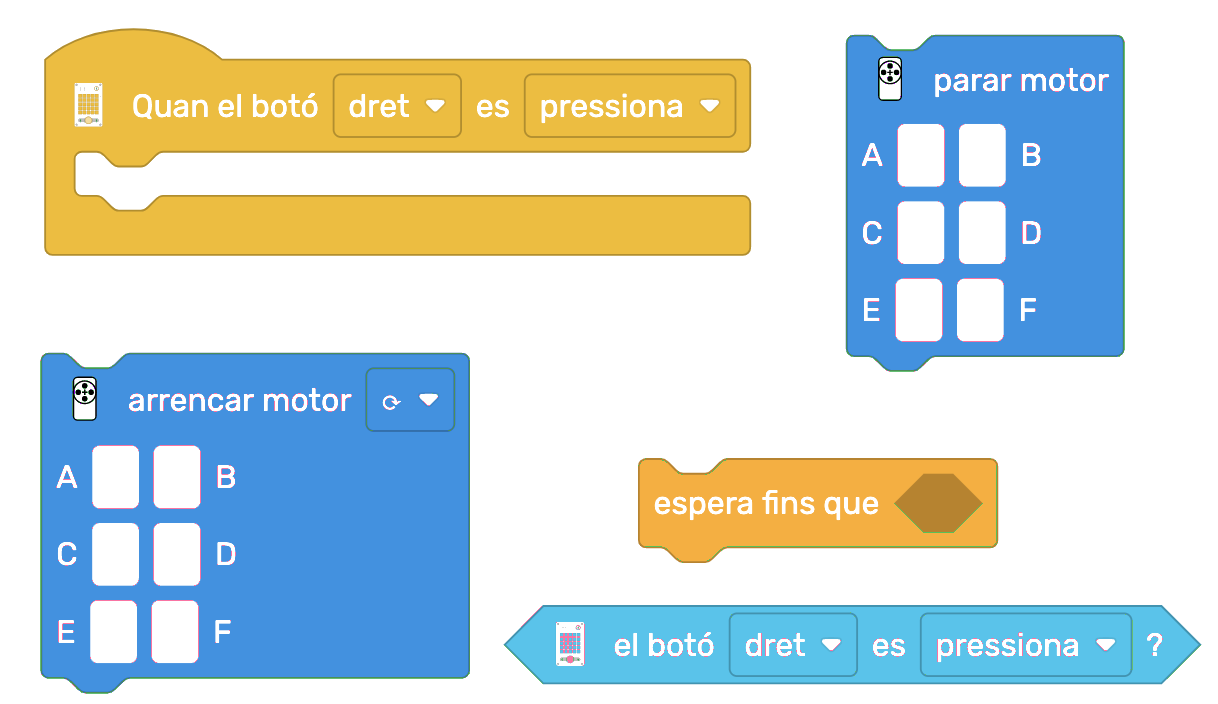 Quan el botó dret es pressiona
parar motor
A B
C D
E F
arrencar motor ⟳
A B
C D
E F
espera fins que
el botó dret es pressiona ?